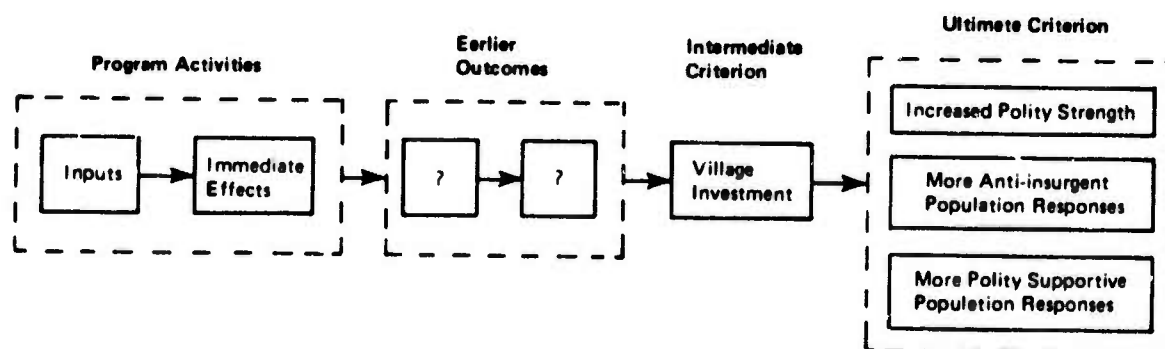 Ultimate Criterion
Program Activities
Earlier
Outcomes
Intermediate
Criterion
Inputs
Immediate
Effects
?
?
Village
Investment
Increased Polity Strength
More Anti-insurgent
Population Responses
More Polity Supportive
Population Responses